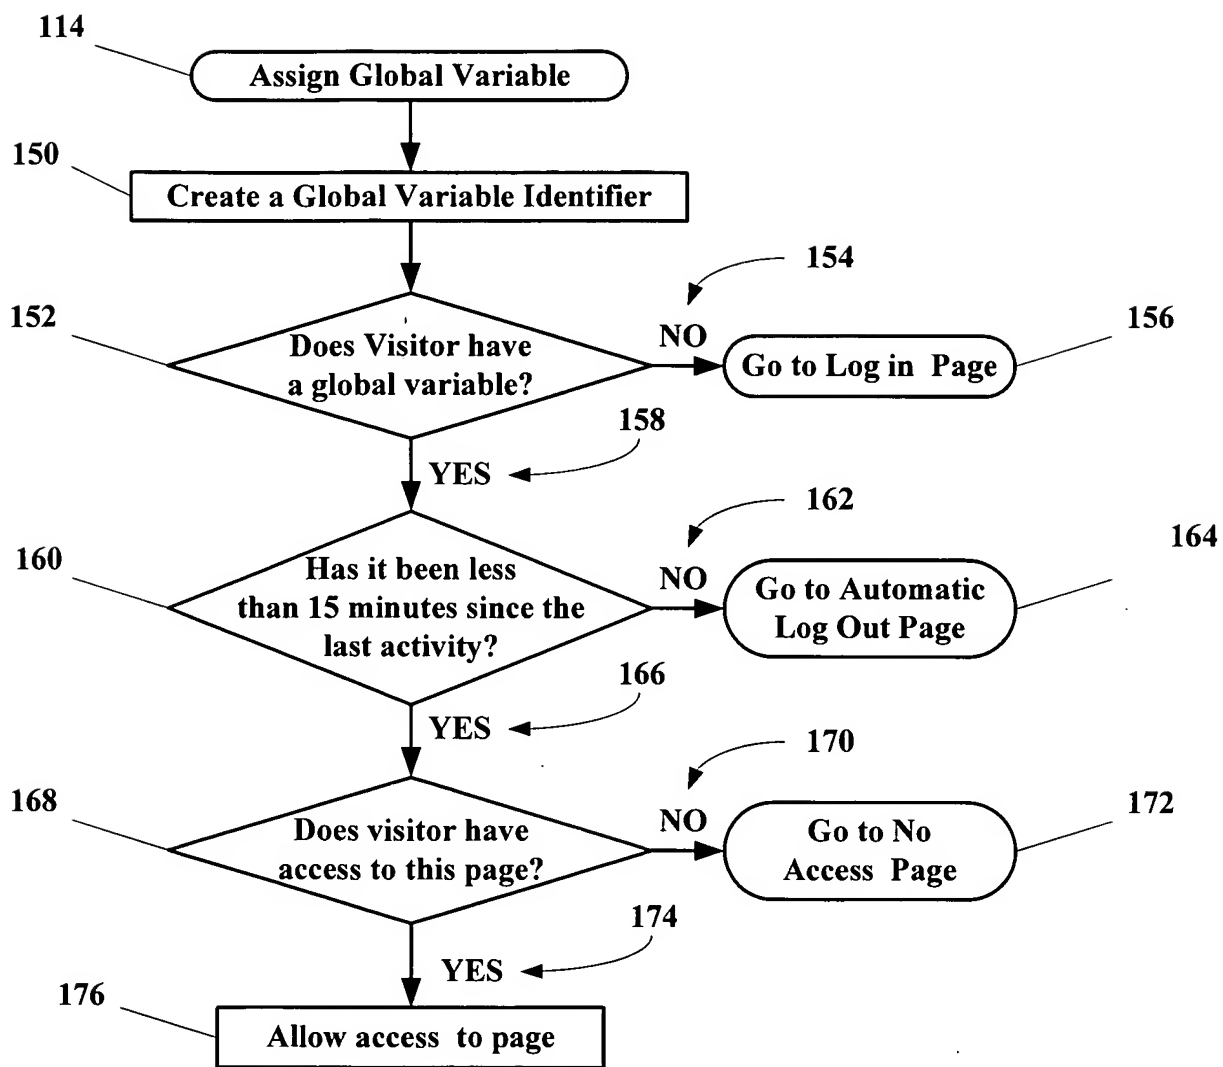 114
Assign Global Variable
150
Create a Global Variable Identifier
154
152
Does Visitor have
a global variable?
NO
156
Go to Log in Page
158
YES
162
160
Has it been less
than 15 minutes since the
last activity?
NO
164
Go to Automatic
Log Out Page
166
YES
170
168
Does visitor have
access to this page?
NO
172
Go to No
Access Page
174
YES
176
Allow access to page